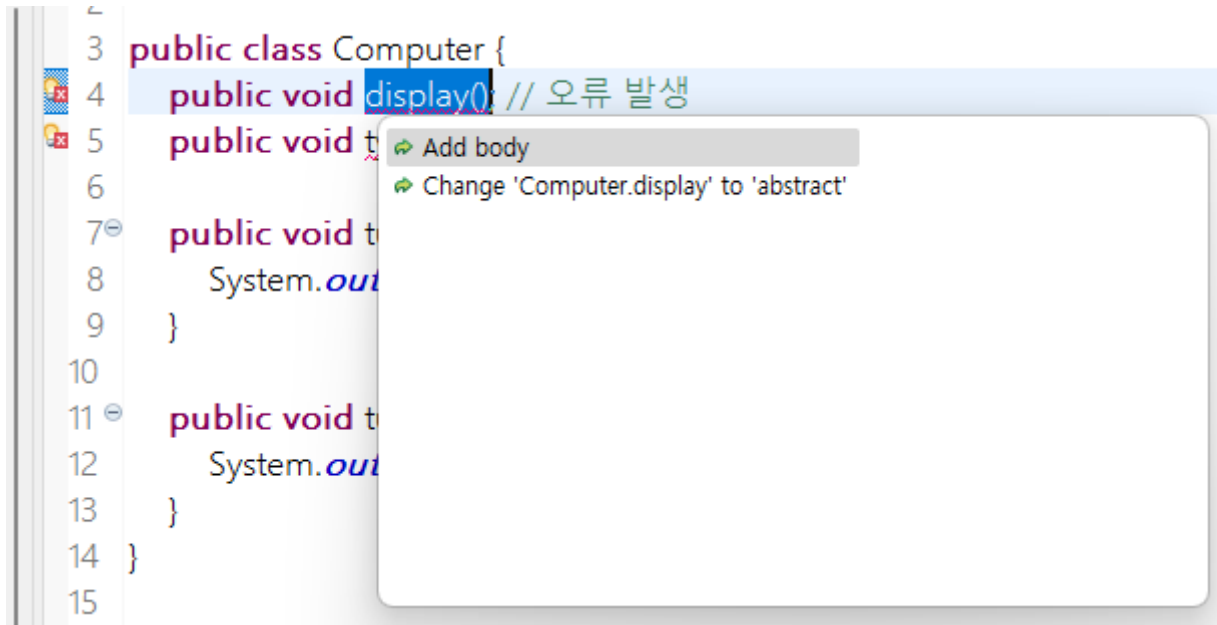 3 public class Computer {
4 public void display(); // 오류 발생
5 public void
Add body
6
Change 'Computer.display' to 'abstract'
7 public void
8 System.out
9 }
10
11 public void
12 System.out
13 }
14 }
15